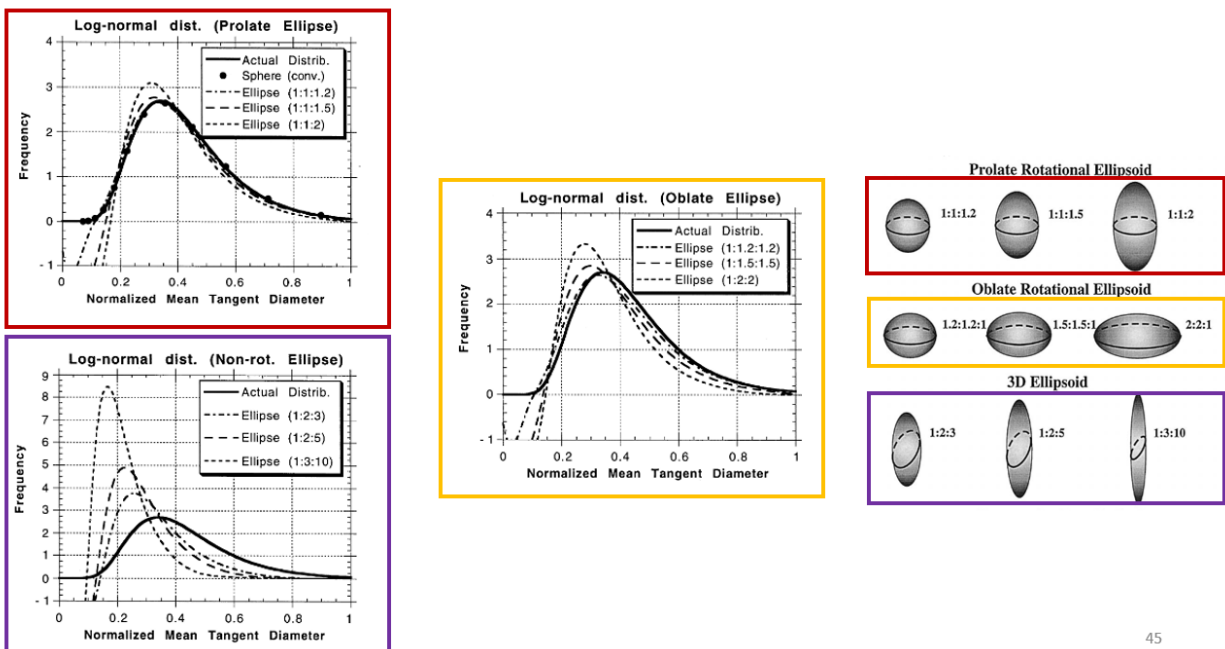 Log-normal dist. (Prolate Ellipse)
4
3
2
1
0
- 1
Frequency
Actual Distrib.
Sphere (conv.)
Ellipse (1:1:1.2)
Ellipse (1:1:1.5)
Ellipse (1:1:2)
0 0.2 0.4 0.6 0.8 1
Normalized Mean Tangent Diameter
Log-normal dist. (Non-rot. Ellipse)
9
8
7
6
5
4
3
2
1
0
- 1
Frequency
Actual Distrib.
Ellipse (1:2:3)
Ellipse (1:2:5)
Ellipse (1:3:10)
0 0.2 0.4 0.6 0.8 1
Normalized Mean Tangent Diameter
Log-normal dist. (Oblate Ellipse)
4
3
2
1
0
- 1
Frequency
Actual Distrib.
Ellipse (1:1.2:1.2)
Ellipse (1:1.5:1.5)
Ellipse (1:2:2)
0 0.2 0.4 0.6 0.8 1
Normalized Mean Tangent Diameter
Prolate Rotational Ellipsoid
1:1:1.2 1:1:1.5 1:1:2
Oblate Rotational Ellipsoid
1.2:1.2:1 1.5:1.5:1 2:2:1
3D Ellipsoid
1:2:3 1:2:5 1:3:10
45